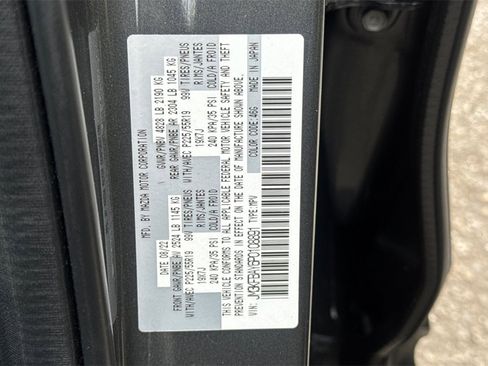 MFD. BY MAZDA MOTOR CORPORATION
DATE 08/22 GVWR/PNBV 4828 LB 2190 KG
FRONT GAWR/PNBE AV 2524 LB 1145 KG REAR GAWR/PNBE AR 2304 LB 1045 KG
WITH/AVEC P225/55R19 99V TIRES/PNEUS WITH/AVEC P225/55R19 99V TIRES/PNEUS
19X7J RIMS/JANTES 19X7J RIMS/JANTES
240 KPA/35 PSI COLD/A FROID 240 KPA/35 PSI COLD/A FROID
THIS VEHICLE CONFORMS TO ALL APPLICABLE FEDERAL MOTOR VEHICLE SAFETY AND THEFT
PREVENTION STANDARDS IN EFFECT ON THE DATE OF MANUFACTURE SHOWN ABOVE.
COLOR CODE:46G MADE IN JAPAN
VIN: TYPE:MPV